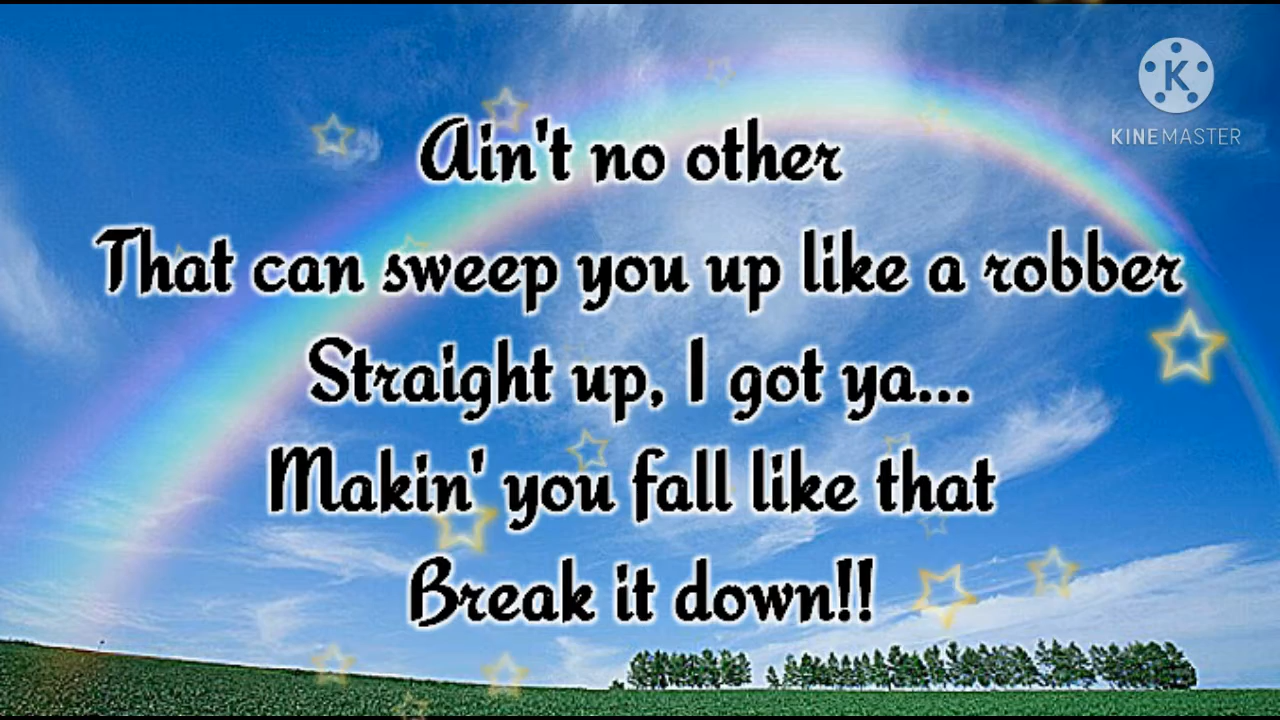 KINEMASTER
Ain't no other
That can sweep you up like a robber
Straight up, I got ya...
Makin' you fall like that
Break it down!!